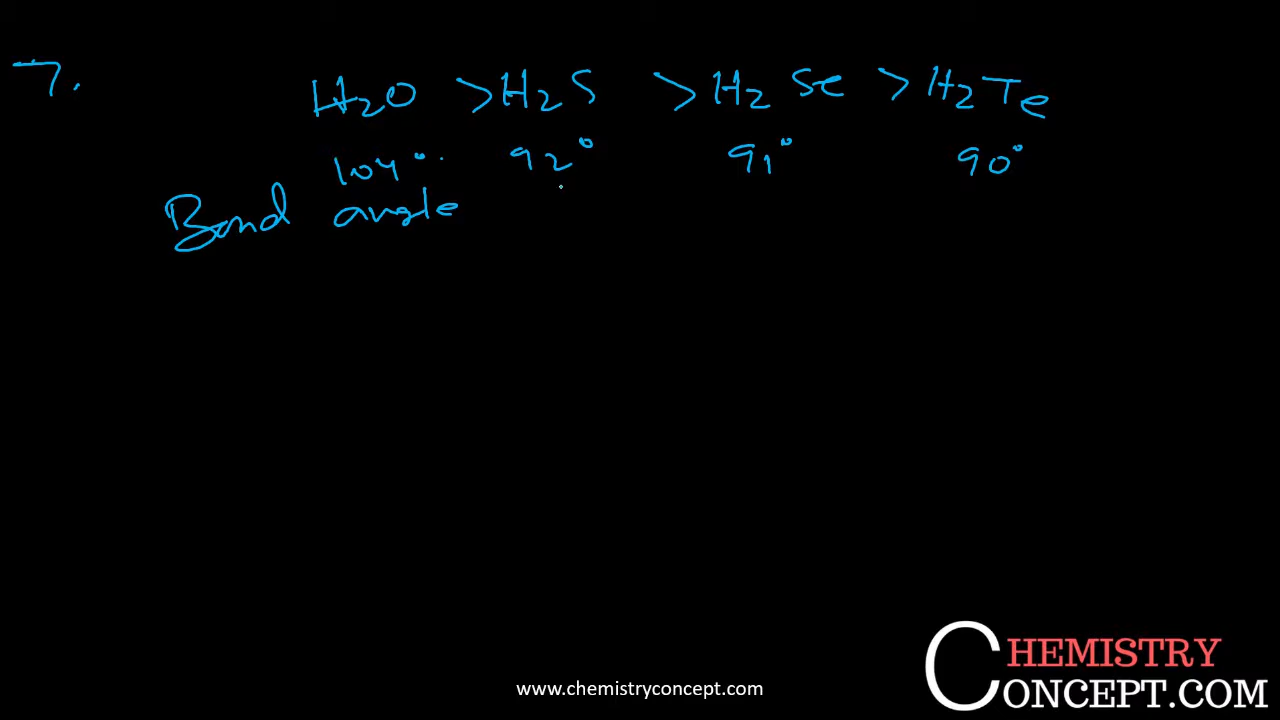 7. H2O > H2S > H2Se > H2Te
104°. 92° 91° 90°
Bond angle
CHEMISTRY
CONCEPT.COM
www.chemistryconcept.com